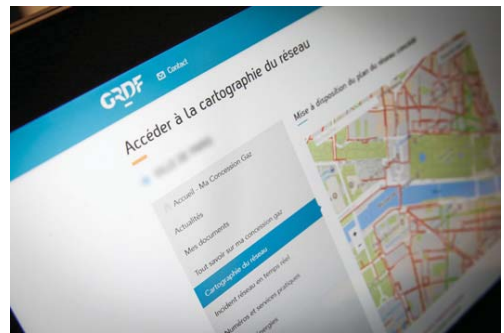 GRDF
Contact
Accéder à la cartographie du réseau
Mise à disposition du plan du réseau concédé
Accueil - Ma Concession Gaz
Actualités
Mes documents
Tout savoir sur ma concession gaz
Cartographie du réseau
Incident réseau en temps réel
Numéros et services pratiques
énergies